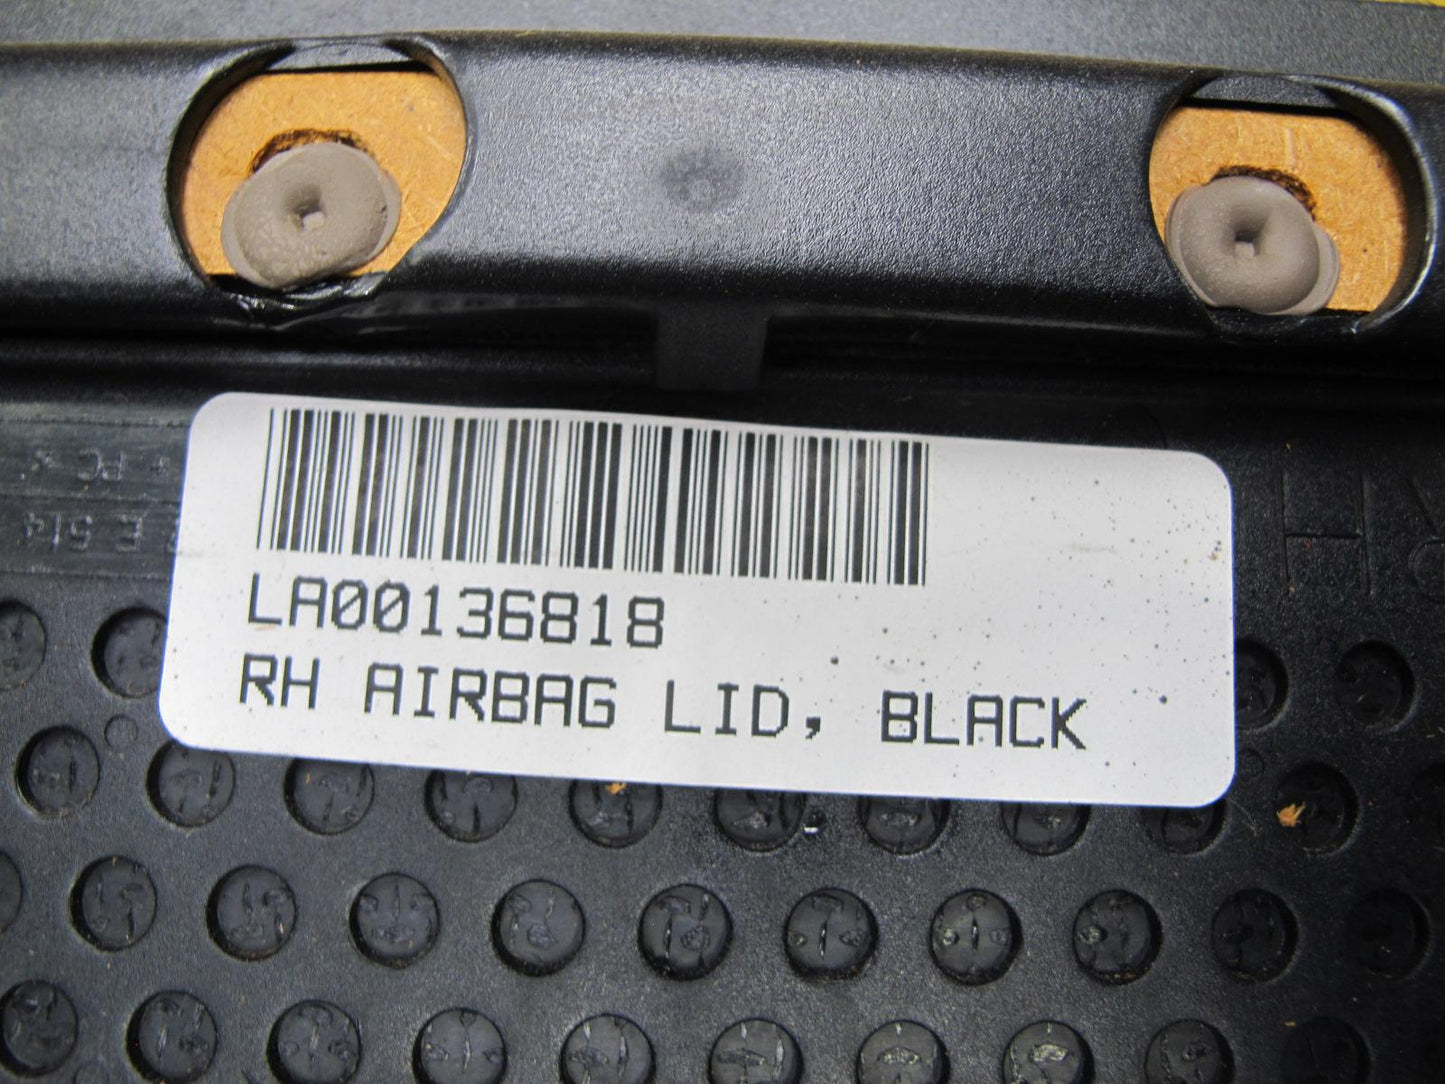 LA00136818
RH AIRBAG LID, BLACK